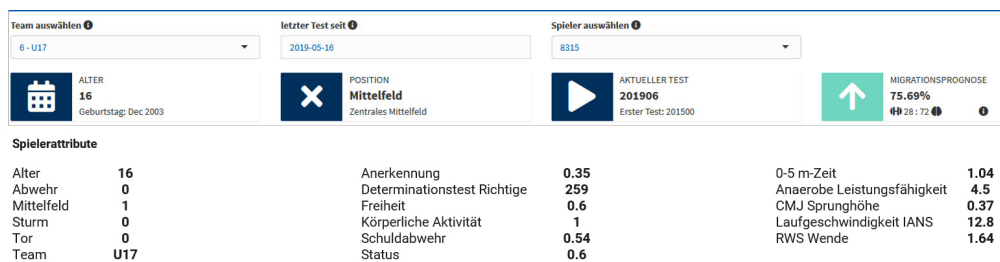 Team auswählen
letzter Test seit
Spieler auswählen
6 - U17
2019-05-16
8315
ALTER
16
Geburtstag: Dec 2003
POSITION
Mittelfeld
Zentrales Mittelfeld
AKTUELLER TEST
201906
Erster Test: 201500
MIGRATIONSPROGNOSE
75.69%
28 : 72
Spielerattribute
Alter 16
Abwehr 0
Mittelfeld 1
Sturm 0
Tor 0
Team U17
Anerkennung 0.35
Determinationstest Richtige 259
Freiheit 0.6
Körperliche Aktivität 1
Schuldabwehr 0.54
Status 0.6
0-5 m-Zeit 1.04
Anaerobe Leistungsfähigkeit 4.5
CMJ Sprunghöhe 0.37
Laufgeschwindigkeit IANS 12.8
RWS Wende 1.64